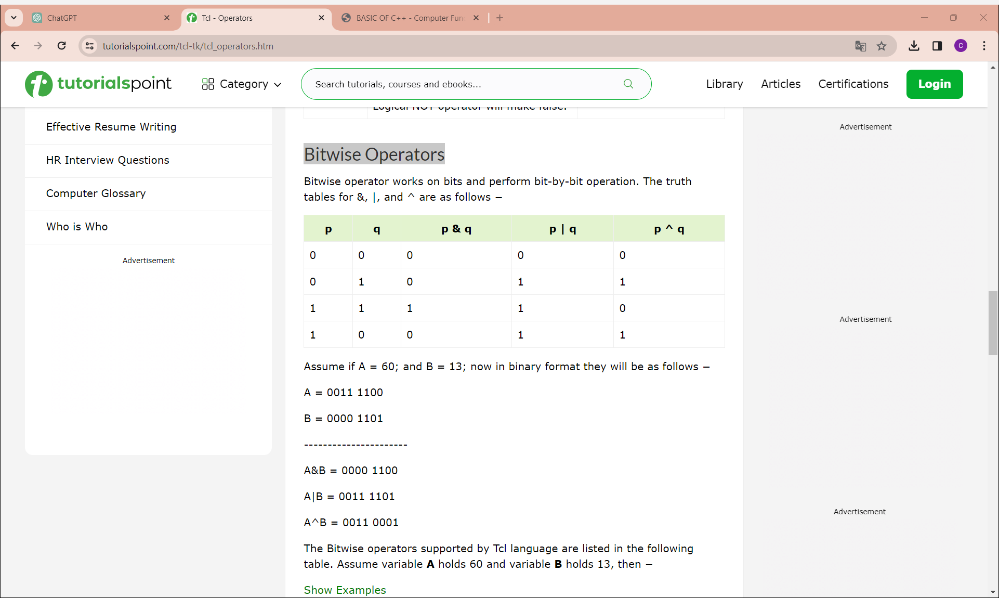 ChatGPT
Tcl - Operators
BASIC OF C++ - Computer Fun
tutorialspoint.com/tcl-tk/tcl_operators.htm
C
tutorialspoint
Category
Search tutorials, courses and ebooks...
Library
Articles
Certifications
Login
Logical NOT operator will make false.
Effective Resume Writing
HR Interview Questions
Computer Glossary
Who is Who
Advertisement
Bitwise Operators
Bitwise operator works on bits and perform bit-by-bit operation. The truth
tables for &, |, and ^ are as follows −
p q p & q p | q p ^ q
0 0 0 0 0
0 1 0 1 1
1 1 1 1 0
1 0 0 1 1
Assume if A = 60; and B = 13; now in binary format they will be as follows −
A = 0011 1100
B = 0000 1101
----------------------
A&B = 0000 1100
A|B = 0011 1101
A^B = 0011 0001
The Bitwise operators supported by Tcl language are listed in the following
table. Assume variable A holds 60 and variable B holds 13, then −
Show Examples
Advertisement
Advertisement
Advertisement